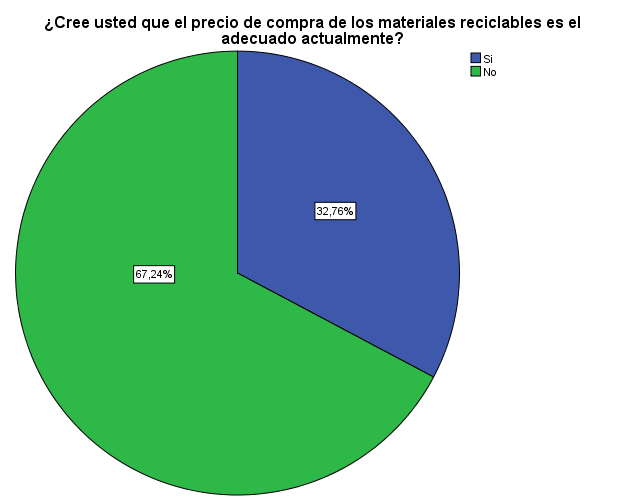 ¿Cree usted que el precio de compra de los materiales reciclables es el
adecuado actualmente?
Si
No
32,76%
67,24%